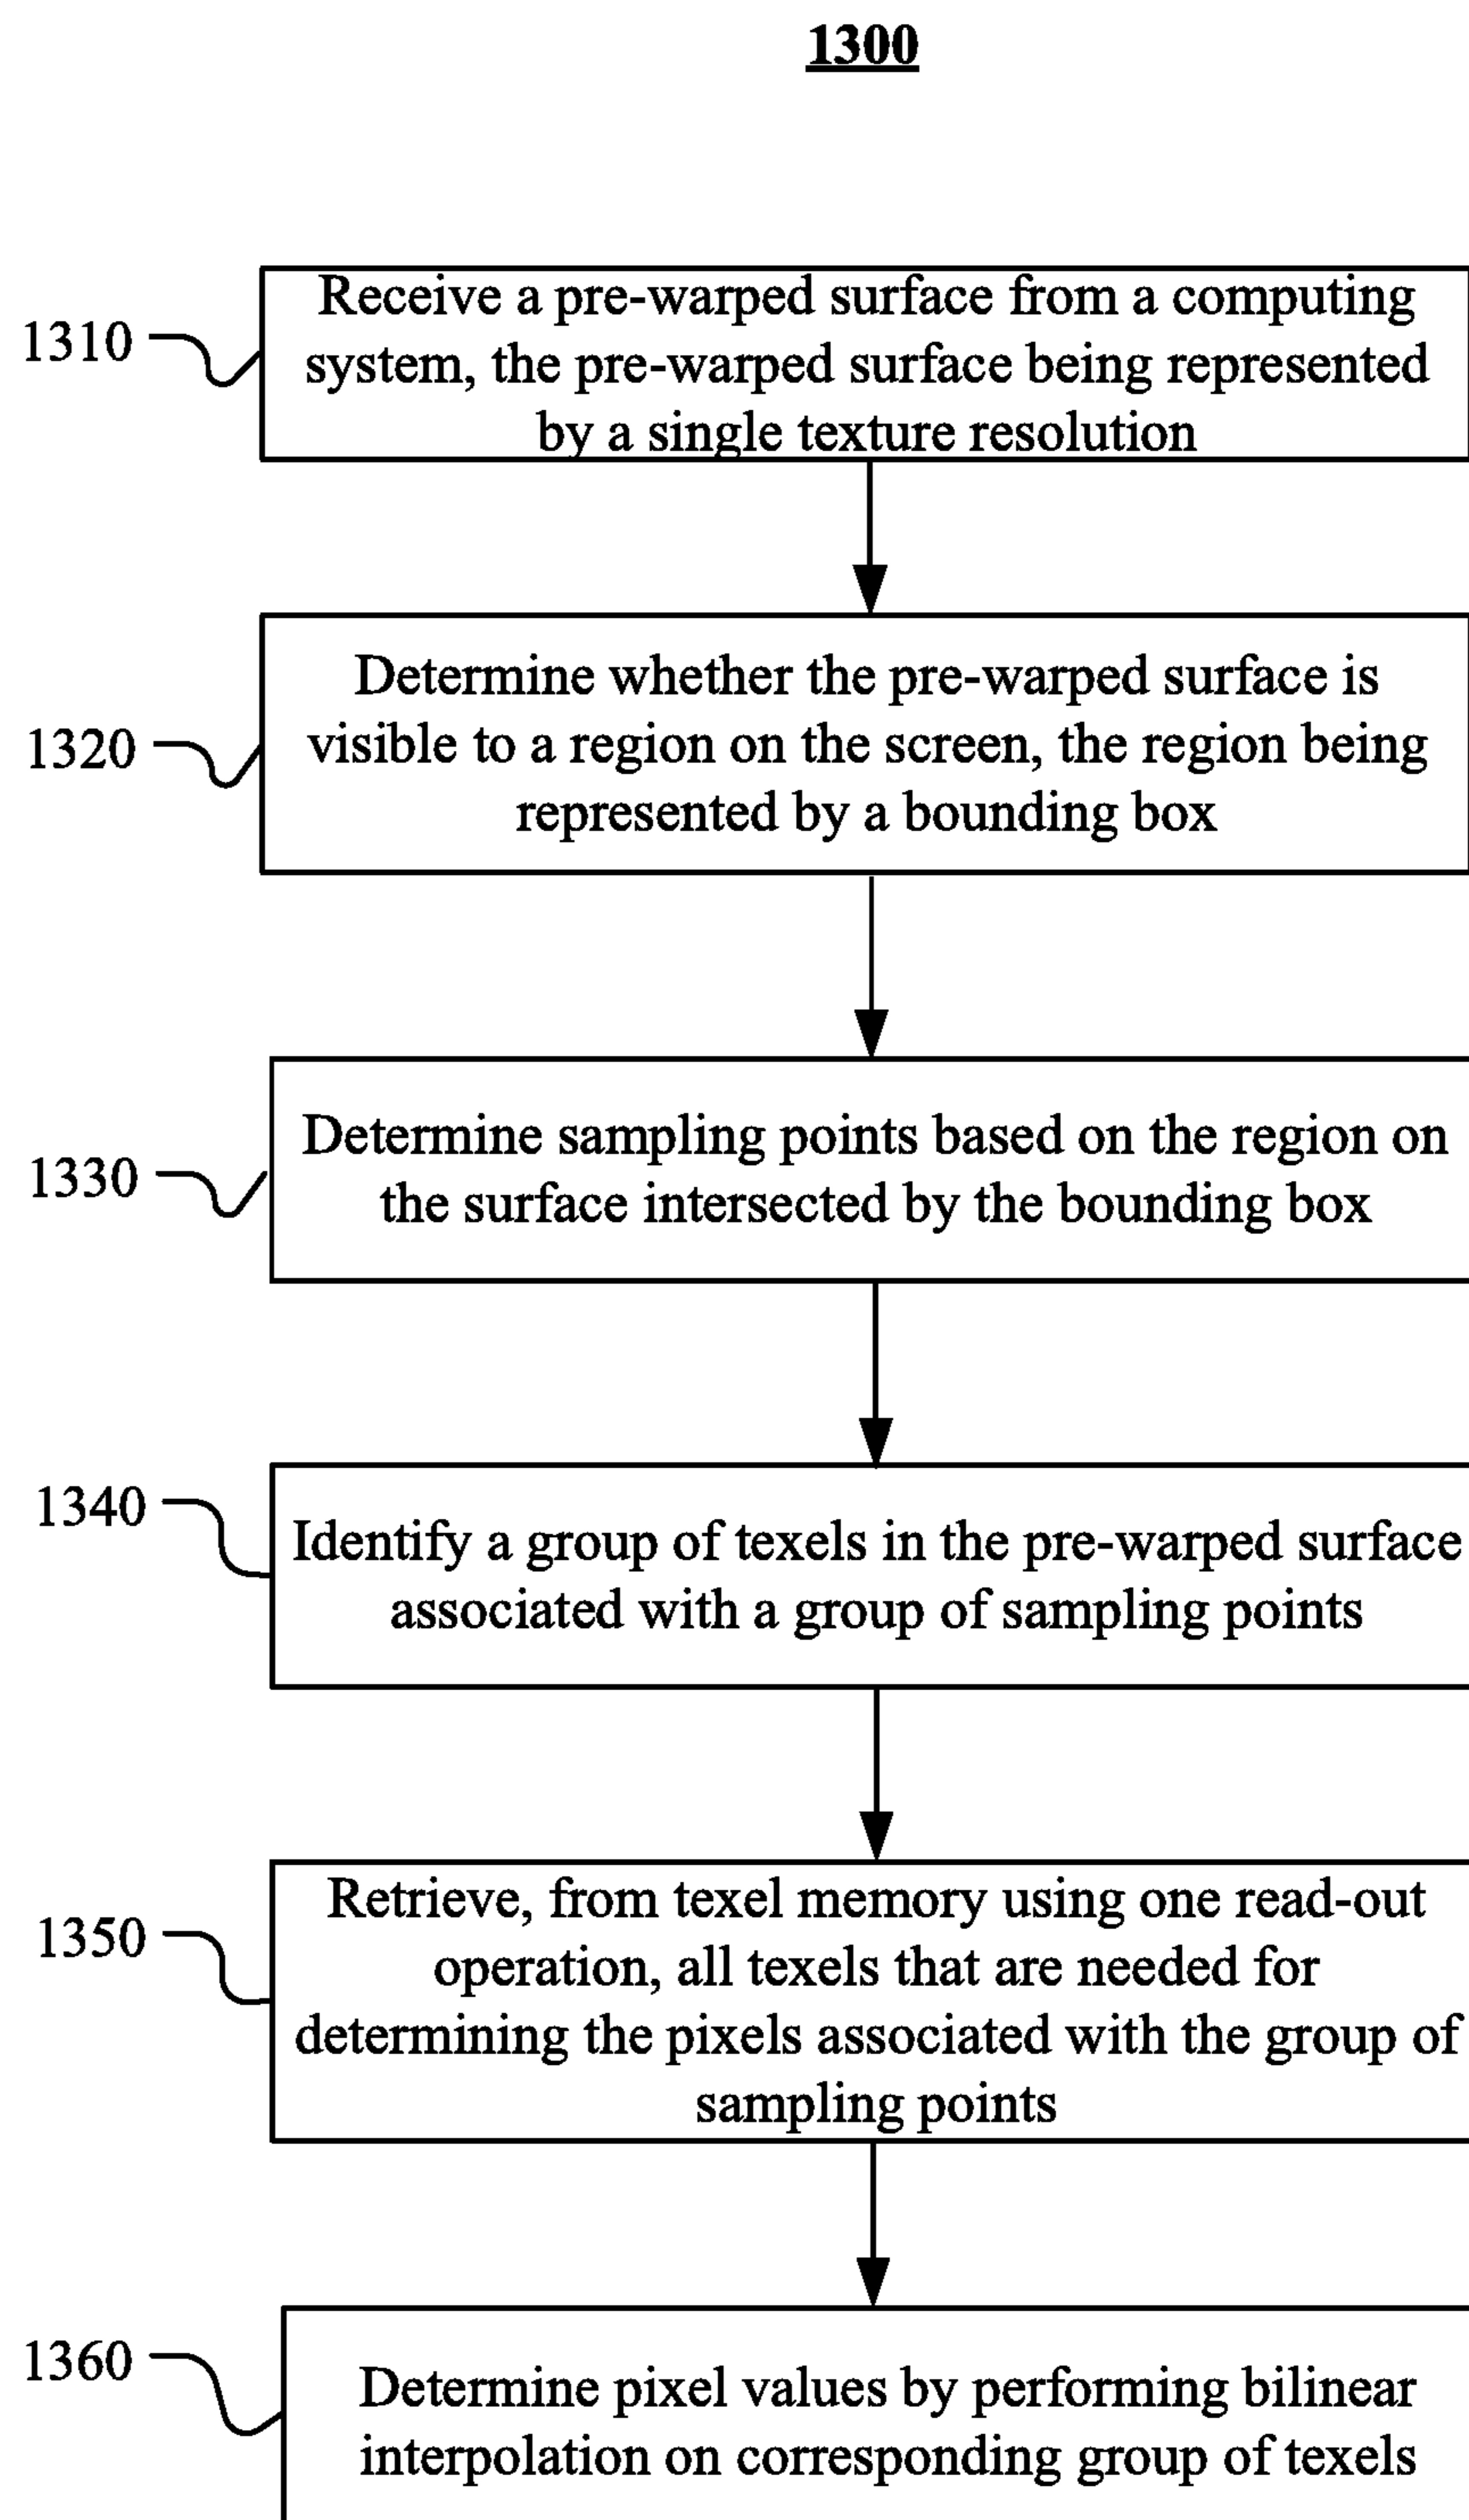 1300
1310
Receive a pre-warped surface from a computing
system, the pre-warped surface being represented
by a single texture resolution
1320
Determine whether the pre-warped surface is
visible to a region on the screen, the region being
represented by a bounding box
1330
Determine sampling points based on the region on
the surface intersected by the bounding box
1340
Identify a group of texels in the pre-warped surface
associated with a group of sampling points
1350
Retrieve, from texel memory using one read-out
operation, all texels that are needed for
determining the pixels associated with the group of
sampling points
1360
Determine pixel values by performing bilinear
interpolation on corresponding group of texels